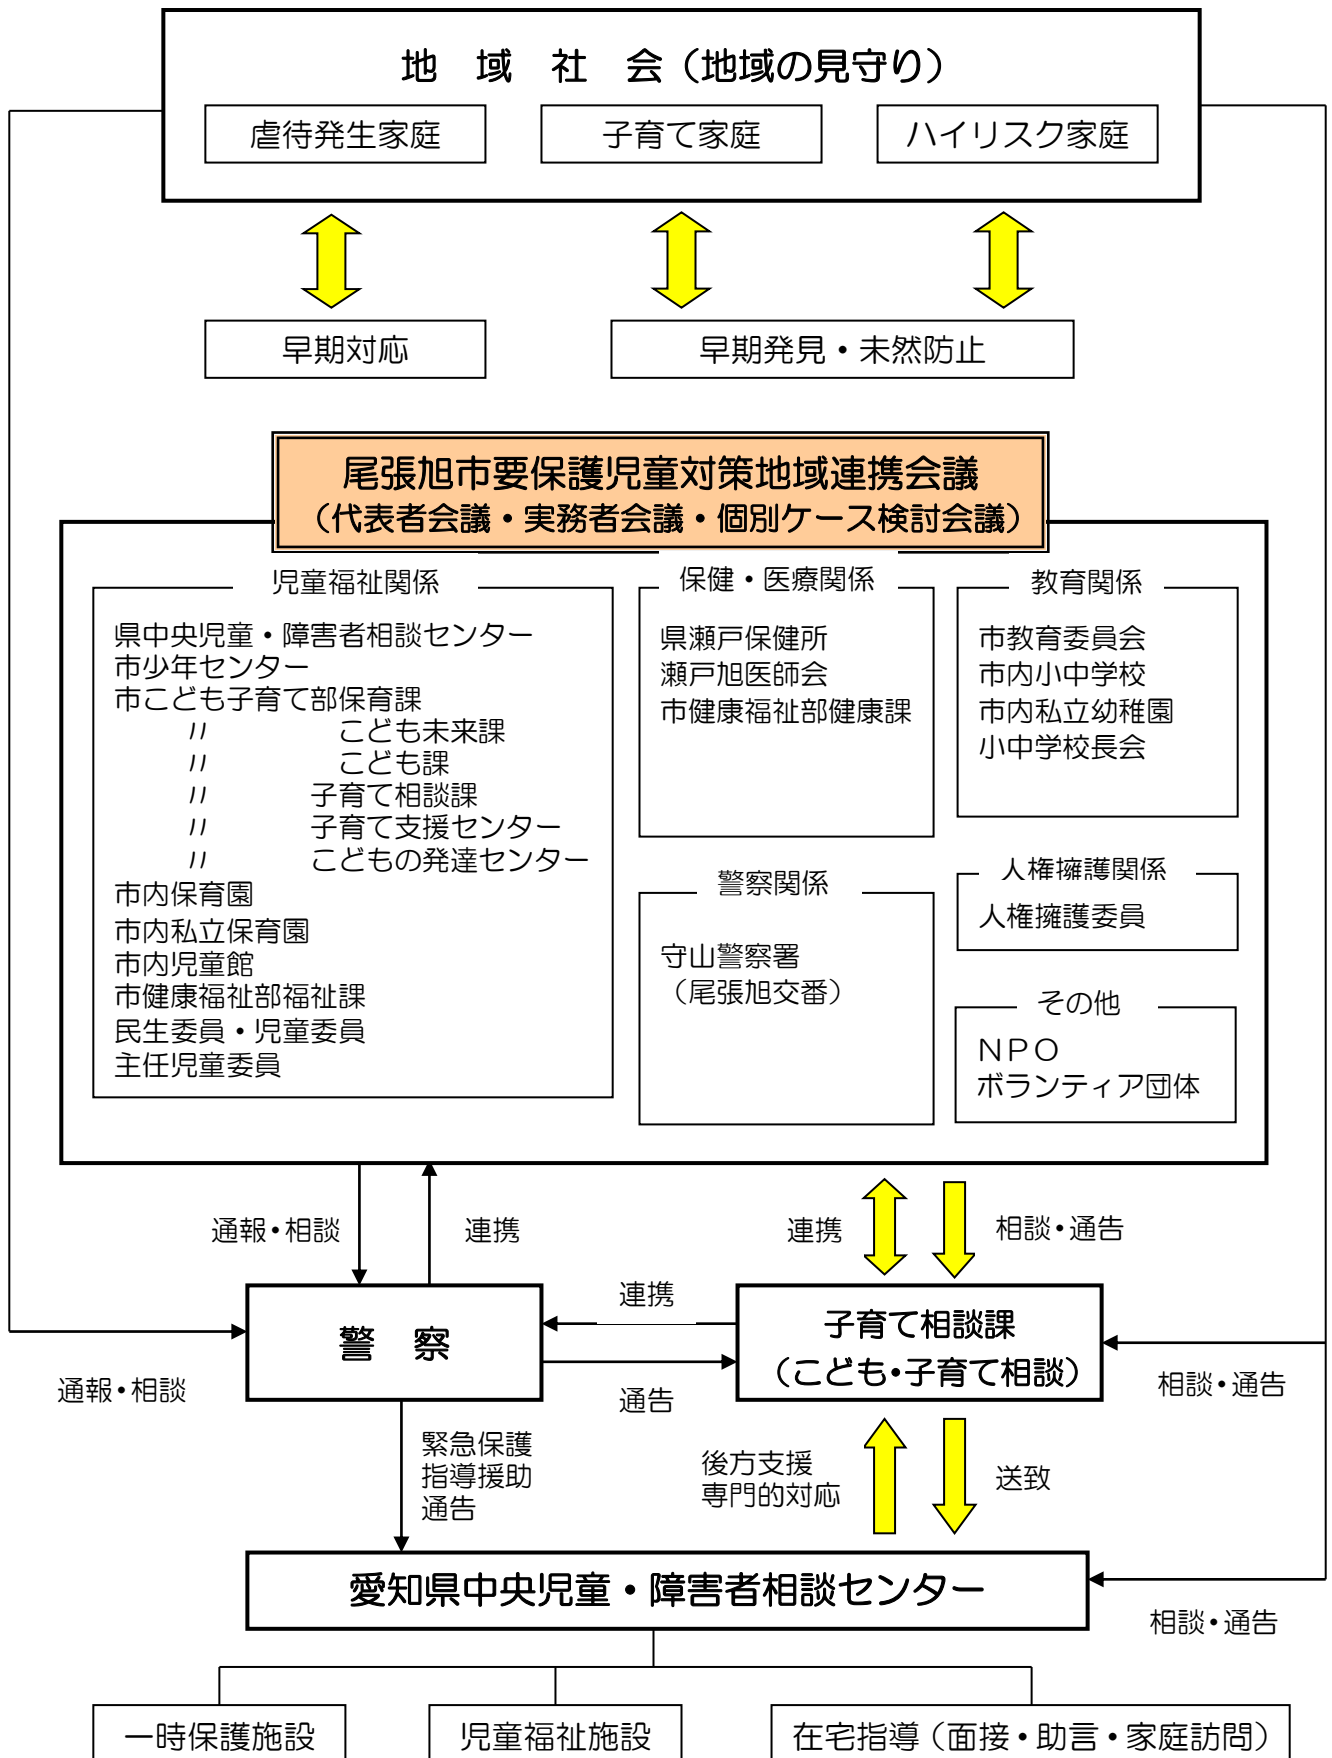 地　域　社　会（地域の見守り）
虐待発生家庭
子育て家庭
ハイリスク家庭
早期対応
早期発見・未然防止
尾張旭市要保護児童対策地域連携会議
（代表者会議・実務者会議・個別ケース検討会議）
児童福祉関係
県中央児童・障害者相談センター
市少年センター
市こども子育て部保育課
〃　こども未来課
〃　こども課
〃　子育て相談課
〃　子育て支援センター
〃　こどもの発達センター
市内保育園
市内私立保育園
市内児童館
市健康福祉部福祉課
民生委員・児童委員
主任児童委員
保健・医療関係
県瀬戸保健所
瀬戸旭医師会
市健康福祉部健康課
教育関係
市教育委員会
市内小中学校
市内私立幼稚園
小中学校長会
警察関係
守山警察署
（尾張旭交番）
人権擁護関係
人権擁護委員
その他
ＮＰＯ
ボランティア団体
通報・相談
連携
連携
相談・通告
警　察
連携
通告
子育て相談課
（こども・子育て相談）
通報・相談
相談・通告
緊急保護
指導援助
通告
後方支援
専門的対応
送致
愛知県中央児童・障害者相談センター
相談・通告
一時保護施設
児童福祉施設
在宅指導（面接・助言・家庭訪問）